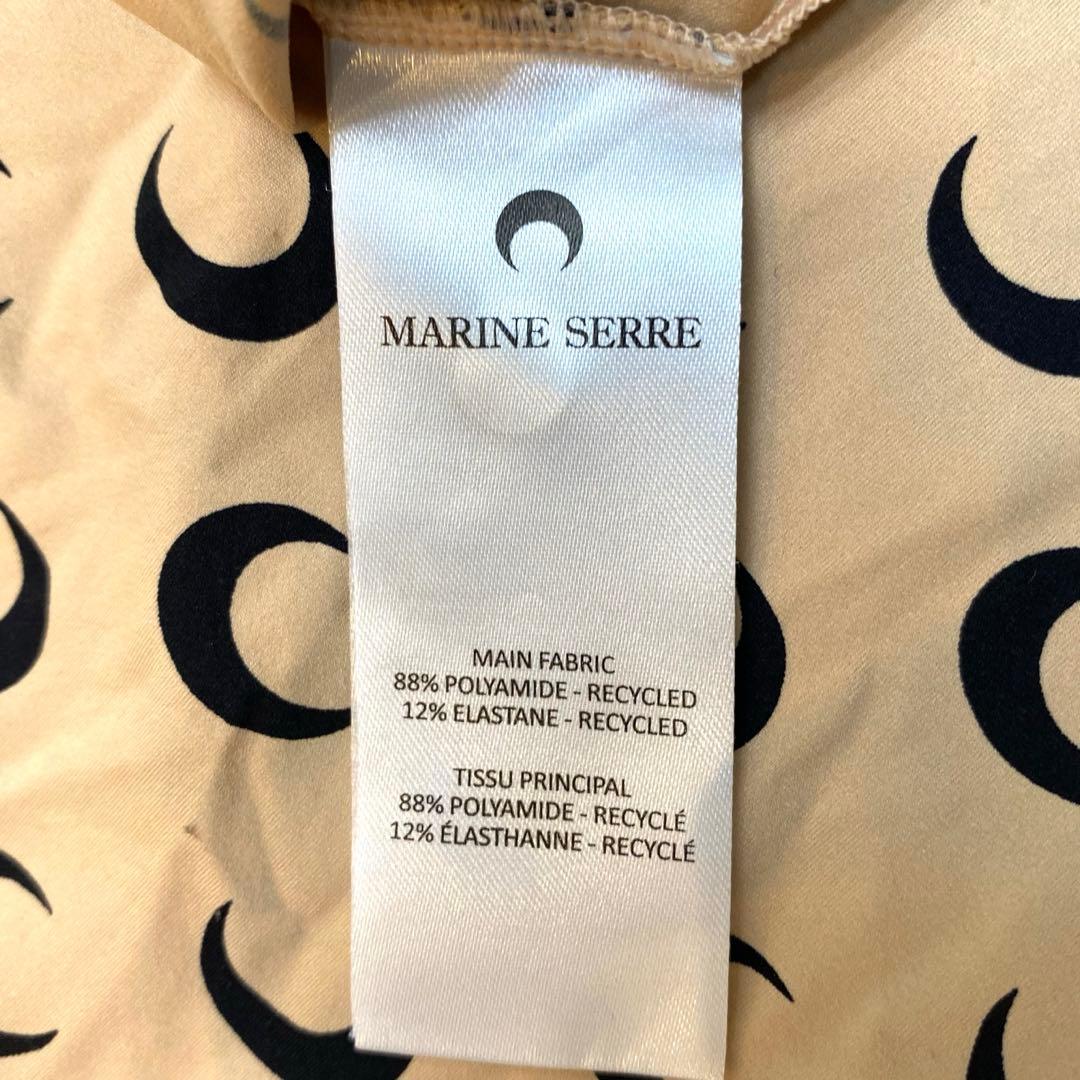 MARINE SERRE
MAIN FABRIC
88% POLYAMIDE - RECYCLED
12% ELASTANE - RECYCLED
TISSU PRINCIPAL
88% POLYAMIDE - RECYCLÉ
12% ÉLASTHANNE - RECYCLÉ